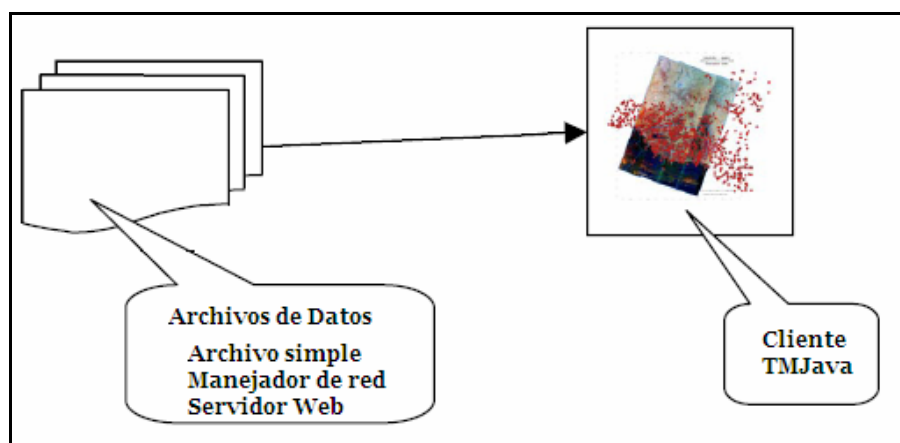 Archivos de Datos
Archivo simple
Manejador de red
Servidor Web
Cliente
TMJava